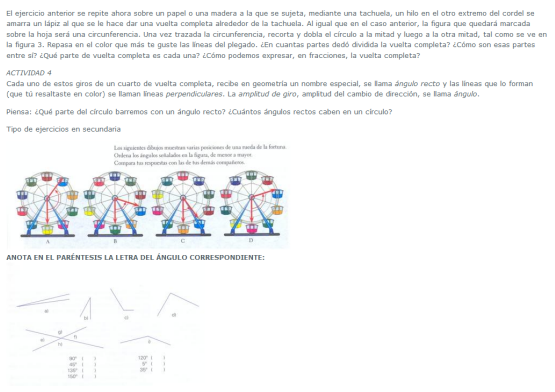 El ejercicio anterior se repite ahora sobre un papel o una madera a la que se sujeta, mediante una tachuela, un hilo en el otro extremo del cordel se
amarra un lápiz al que se le hace dar una vuelta completa alrededor de la tachuela. Al igual que en el caso anterior, la figura que quedará marcada
sobre la hoja será una circunferencia. Una vez trazada la circunferencia, recorta y dobla el círculo a la mitad y luego a la otra mitad, tal como se ve en
la figura 3. Repasa en el color que más te guste las líneas del plegado. ¿En cuantas partes dedó dividida la vuelta completa? ¿Cómo son esas partes
entre sí? ¿Qué parte de vuelta completa es cada una? ¿Cómo podemos expresar, en fracciones, la vuelta completa?
ACTIVIDAD 4
Cada uno de estos giros de un cuarto de vuelta completa, recibe en geometría un nombre especial, se llama ángulo recto y las líneas que lo forman
(que tú resaltaste en color) se llaman líneas perpendiculares. La amplitud de giro, amplitud del cambio de dirección, se llama ángulo.
Piensa: ¿Qué parte del círculo barremos con un ángulo recto? ¿Cuántos ángulos rectos caben en un círculo?
Tipo de ejercicios en secundaria
Los siguientes dibujos muestran varias posiciones de una rueda de la fortuna.
Ordena los ángulos señalados en la figura, de menor a mayor.
Compara tus respuestas con las de tus demás compañeros.
A B C D
ANOTA EN EL PARÉNTESIS LA LETRA DEL ÁNGULO CORRESPONDIENTE:
a) b) c) d)
90° ( ) 120° ( )